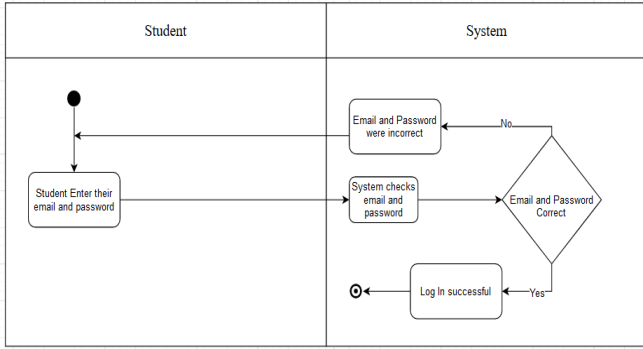 Student
System
Email and Password
were incorrect
No
Student Enter their
email and password
System checks
email and
password
Email and Password
Correct
Log In successful
Yes